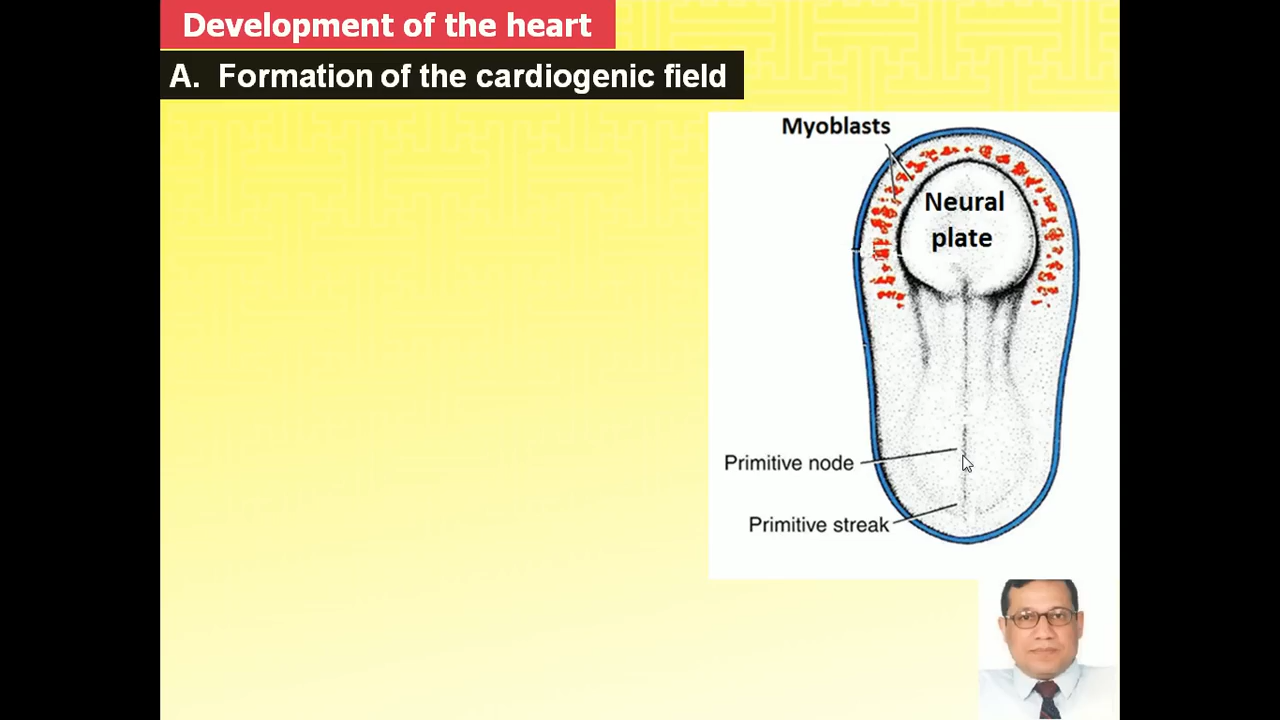 Development of the heart
A. Formation of the cardiogenic field
Myoblasts
Neural
plate
Primitive node
Primitive streak